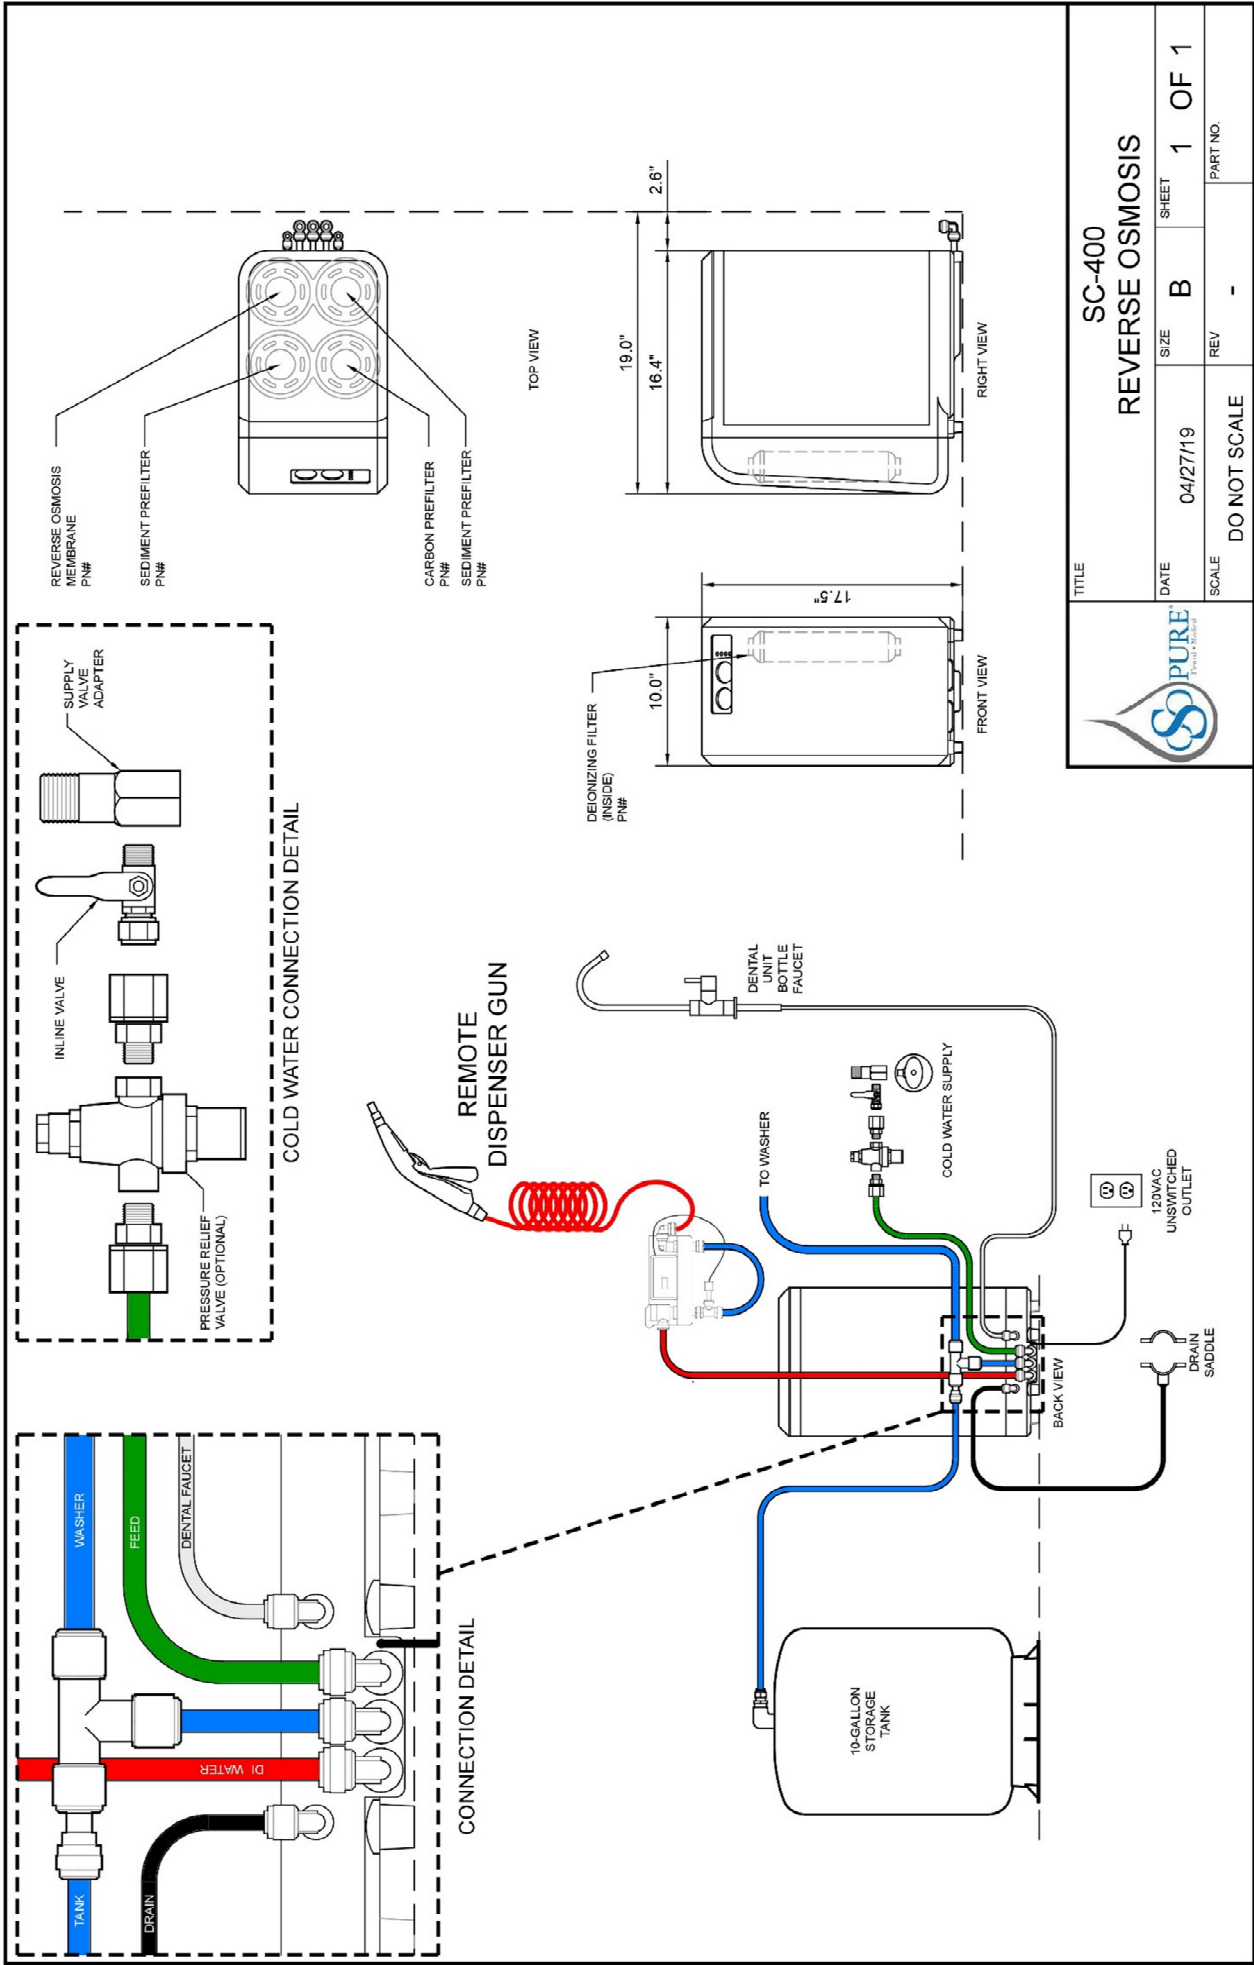 WASHER
FEED
DENTAL FAUCET
TANK
DI WATER
DRAIN
CONNECTION DETAIL
INLINE VALVE
SUPPLY
VALVE
ADAPTER
PRESSURE RELIEF
VALVE (OPTIONAL)
COLD WATER CONNECTION DETAIL
REVERSE OSMOSIS
MEMBRANE
PN#
SEDIMENT PREFILTER
PN#
CARBON PREFILTER
PN#
SEDIMENT PREFILTER
PN#
TOP VIEW
REMOTE
DISPENSER GUN
TO WASHER
DENTAL
UNIT
BOTTLE
FAUCET
COLD WATER SUPPLY
120VAC
UNSWITCHED
OUTLET
DRAIN
SADDLE
BACK VIEW
10-GALLON
STORAGE
TANK
DEIONIZING FILTER
(INSIDE)
PN#
10.0"
17.5"
FRONT VIEW
19.0"
16.4"
2.6"
RIGHT VIEW
SO PURE
TITLE
SC-400
REVERSE OSMOSIS
DATE
04/27/19
SIZE
B
SHEET
1 OF 1
SCALE
DO NOT SCALE
REV
-
PART NO.